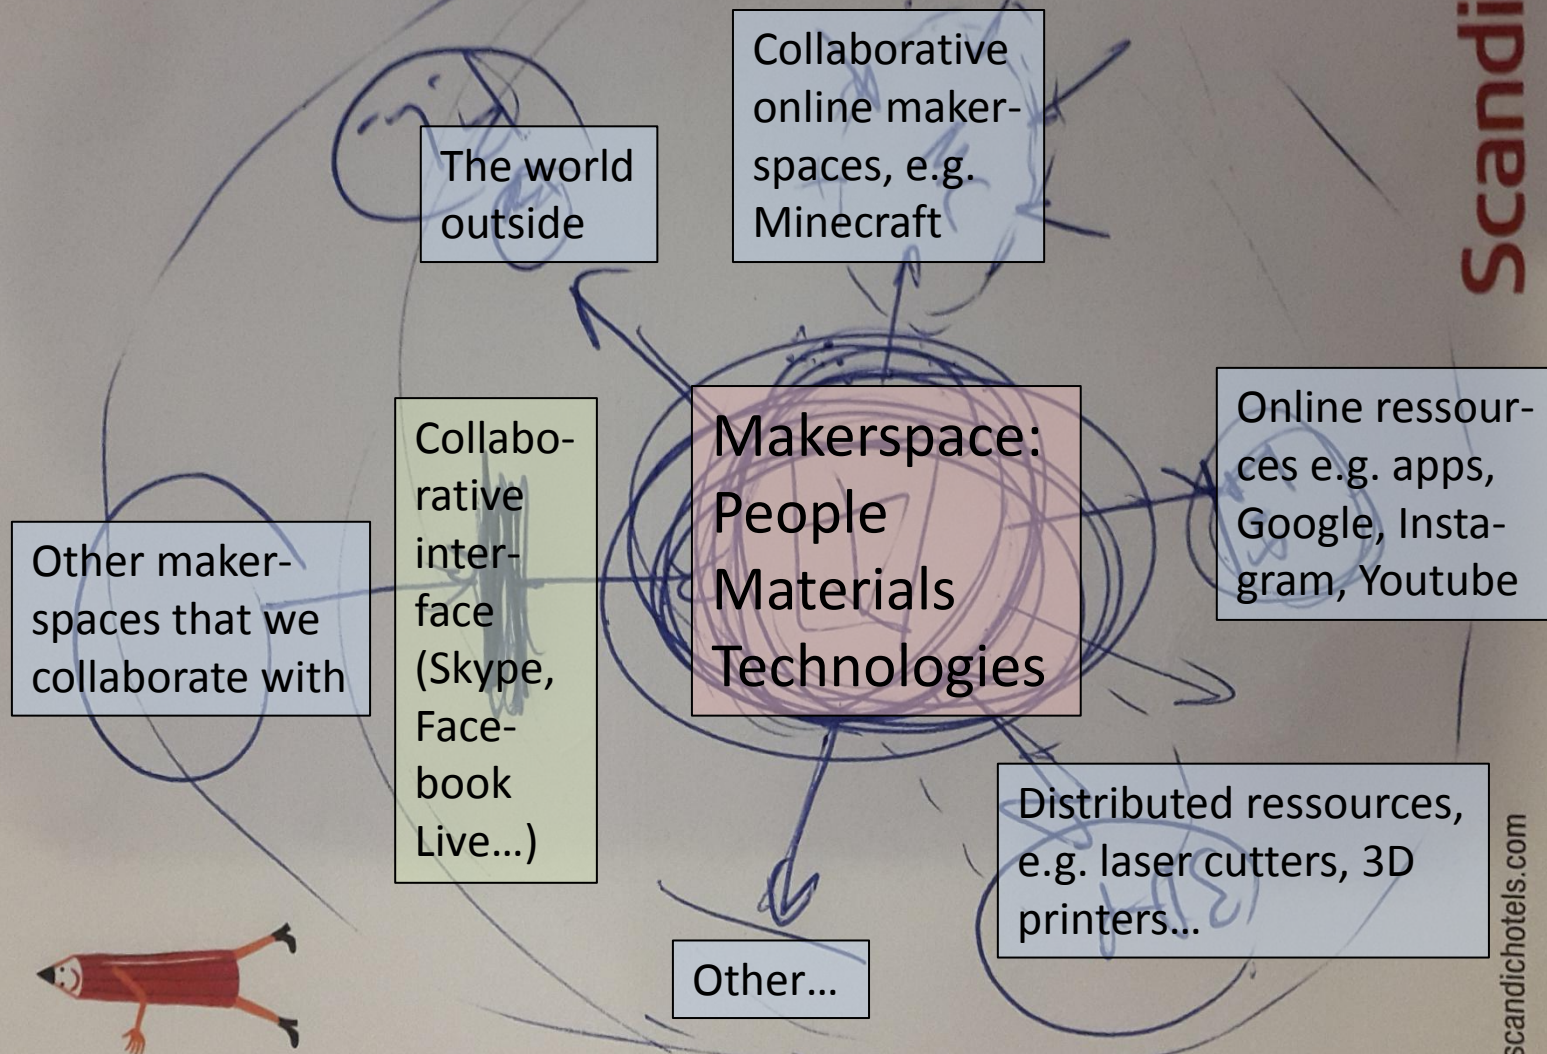 Scandi
The world
outside
Collaborative
online maker-
spaces, e.g.
Minecraft
Collabo-
rative
inter-
face
(Skype,
Face-
book
Live...)
Makerspace:
People
Materials
Technologies
Online ressour-
ces e.g. apps,
Google, Insta-
gram, Youtube
Other maker-
spaces that we
collaborate with
Distributed ressources,
e.g. laser cutters, 3D
printers...
Other...
scandichotels.com